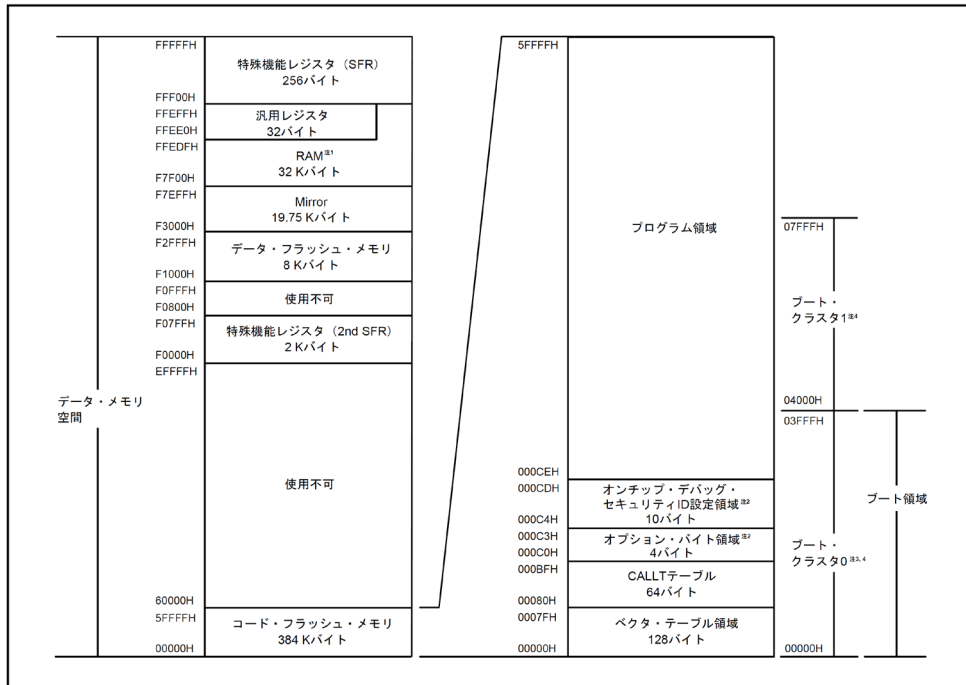 FFFFFH
特殊機能レジスタ（SFR）
256バイト
FFF00H
FFEFFH
汎用レジスタ
32バイト
FFEE0H
FFEDFH
RAM注1
32 Kバイト
F7F00H
F7EFFH
Mirror
19.75 Kバイト
F3000H
F2FFFH
データ・フラッシュ・メモリ
8 Kバイト
F1000H
F0FFFH
使用不可
F0800H
F07FFH
特殊機能レジスタ（2nd SFR）
2 Kバイト
F0000H
EFFFFH
データ・メモリ
空間
使用不可
60000H
5FFFFH
コード・フラッシュ・メモリ
384 Kバイト
00000H
5FFFFH
プログラム領域
000CEH
000CDH
オンチップ・デバッグ・
セキュリティID設定領域注2
10バイト
000C4H
000C3H
オプション・バイト領域注2
4バイト
000C0H
000BFH
CALLTテーブル
64バイト
00080H
0007FH
ベクタ・テーブル領域
128バイト
00000H
07FFFH
ブート・
クラスタ1注4
04000H
03FFFH
ブート・
クラスタ0注3, 4
00000H
ブート領域